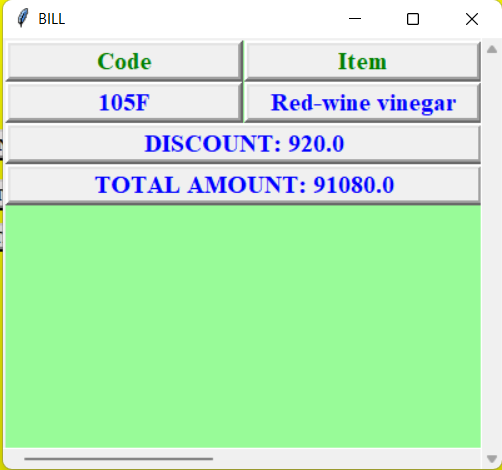 BILL
Code Item
105F Red-wine vinegar
DISCOUNT: 920.0
TOTAL AMOUNT: 91080.0